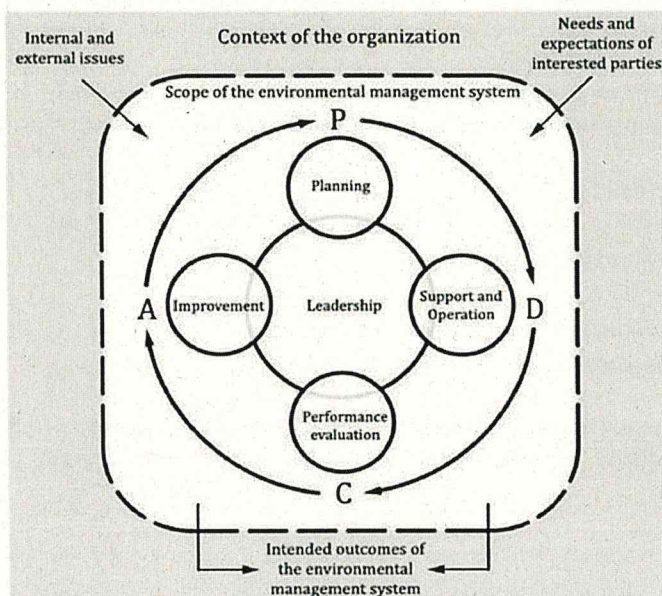 Internal and
external issues
Context of the organization
Needs and
expectations of
interested parties
Scope of the environmental management system
P
Planning
A
Improvement
Leadership
Support and
Operation
D
Performance
evaluation
C
Intended outcomes of
the environmental
management system